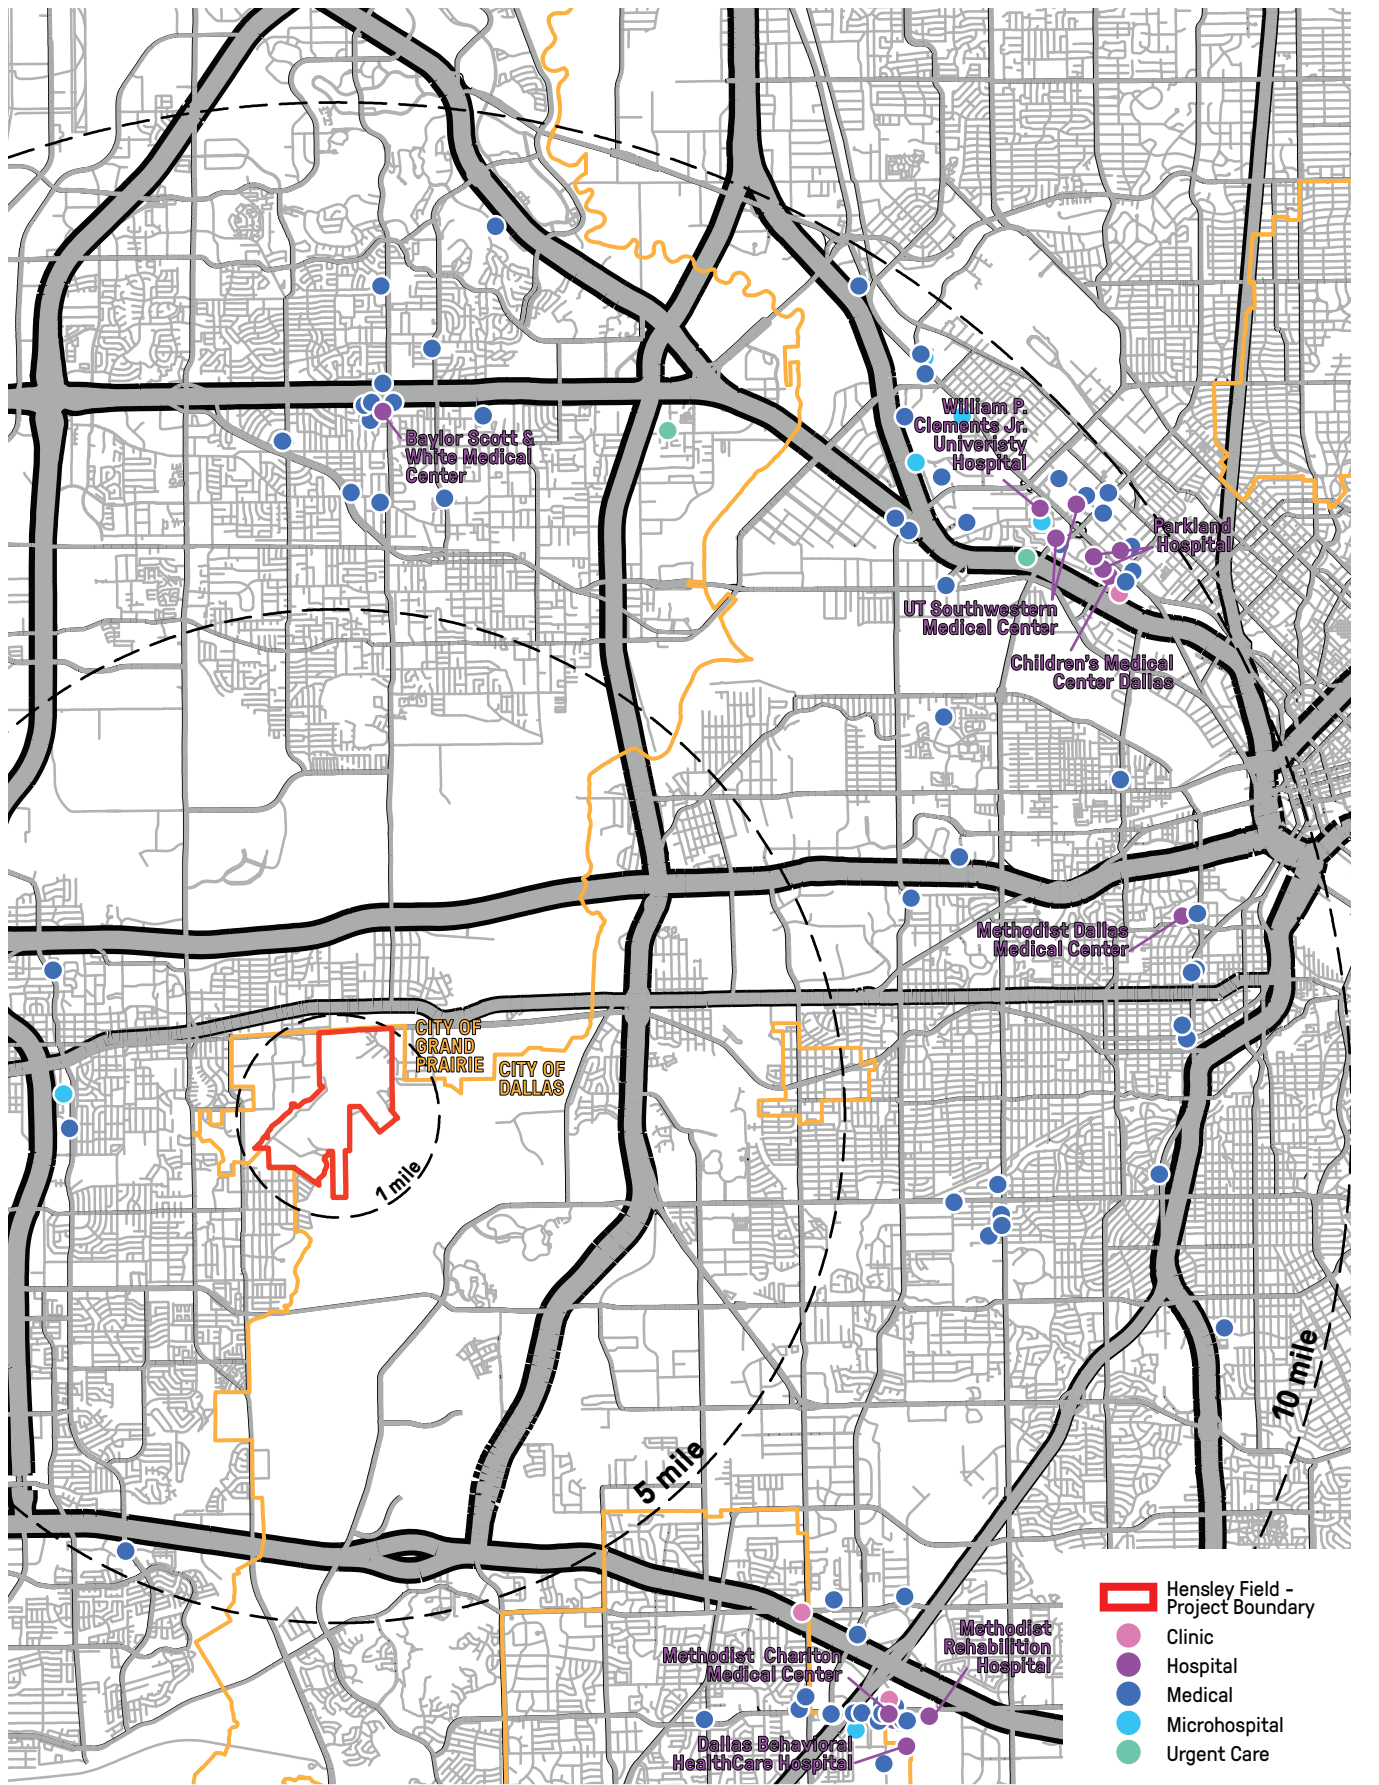 William P.
Clements Jr.
Univeristy
Hospital
Baylor Scott &
White Medical
Center
Parkland
Hospital
UT Southwestern
Medical Center
Children's Medical
Center Dallas
Methodist Dallas
Medical Center
CITY OF
GRAND
PRAIRIE
CITY OF
DALLAS
1 mile
10 mile
5 mile
Methodist
Rehabilition
Hospital
Methodist Charlton
Medical Center
Dallas Behavioral
HealthCare Hospital
Hensley Field -
Project Boundary
Clinic
Hospital
Medical
Microhospital
Urgent Care